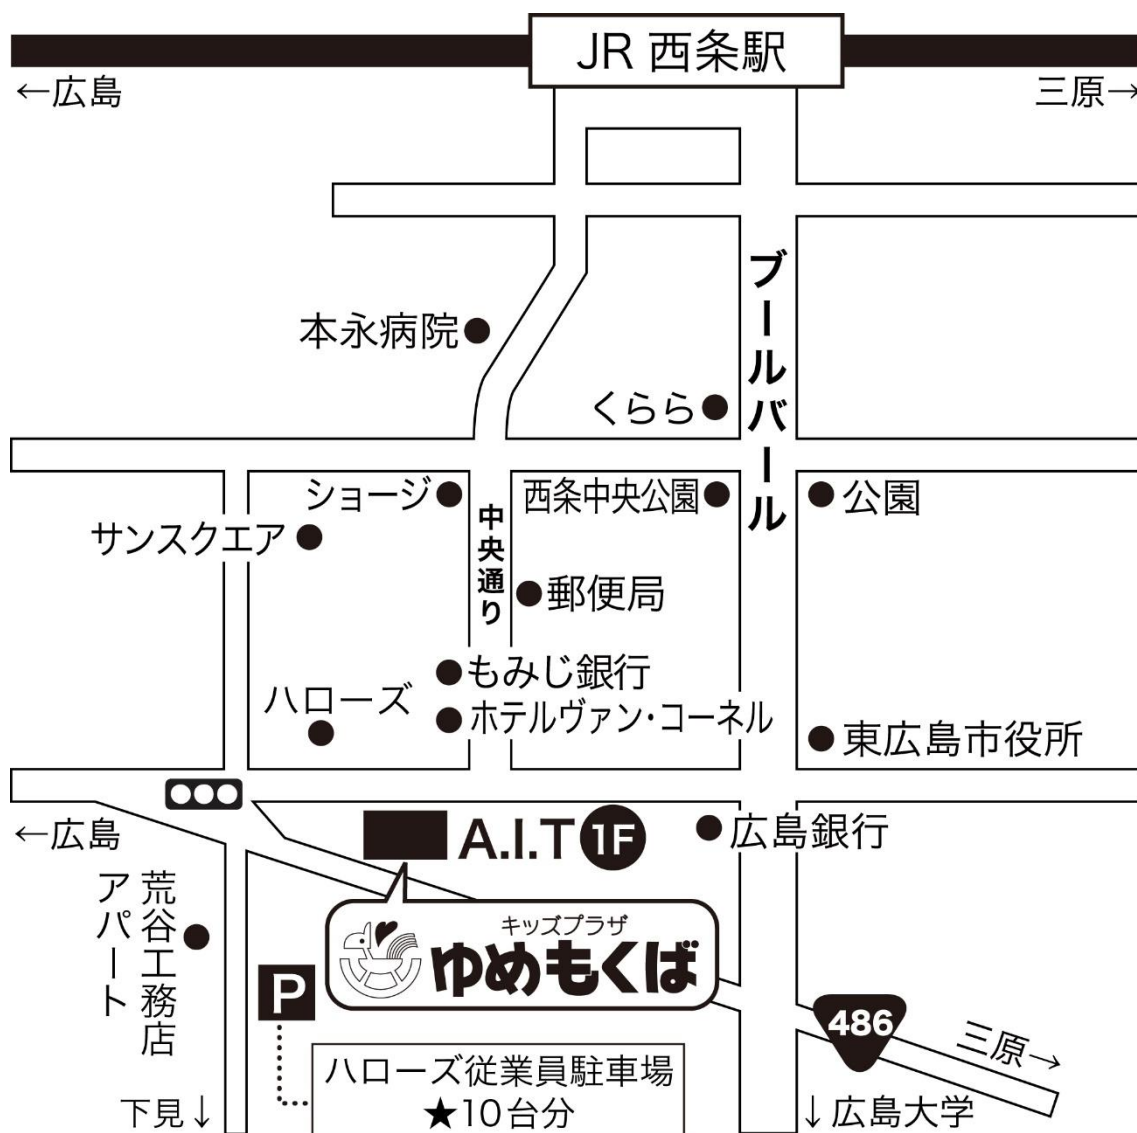 JR 西条駅
←広島
三原→
ブールバール
本永病院
くらら
ショージ
西条中央公園
公園
サンスクエア
中央通り
郵便局
もみじ銀行
ハローズ
ホテルヴァン・コーネル
東広島市役所
←広島
A.I.T 1F
広島銀行
荒谷工務店
アパート
キッズプラザ
ゆめもくば
P
486
三原→
ハローズ従業員駐車場
★10台分
下見↓
↓広島大学